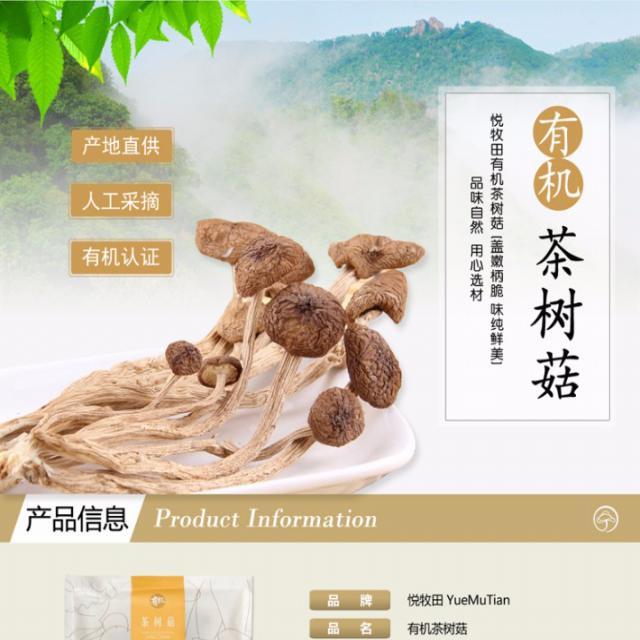 产地直供
人工采摘
有机认证
有机
茶树菇
悦牧田有机茶树菇[盖嫩柄脆 味纯鲜美]
品味自然 用心选材
产品信息 Product Information
有机
茶树菇
品 牌 悦牧田 YueMuTian
品 名 有机茶树菇